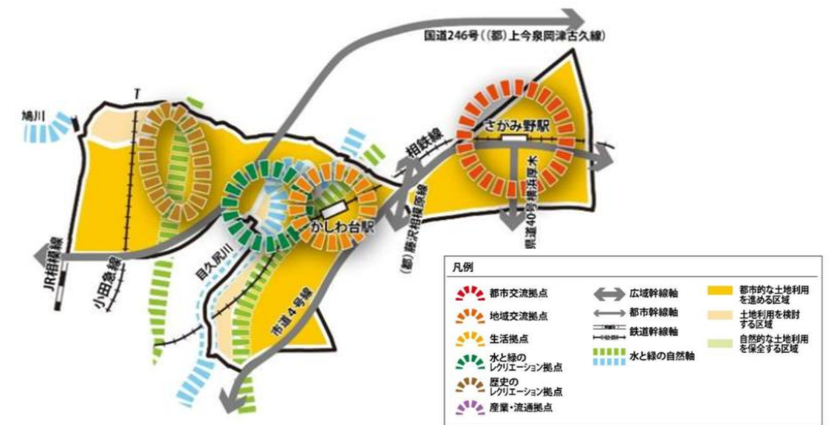 国道246号((都)上今泉岡津古久線)
鳩川
相鉄線
さがみ野駅
かしわ台駅
(都)藤沢相模原線
県道40号横浜厚木
JR相模線
小田急線
目久尻川
市道4号線
凡例
都市交流拠点
地域交流拠点
生活拠点
水と緑の
レクリエーション拠点
歴史の
レクリエーション拠点
産業・流通拠点
広域幹線軸
都市幹線軸
鉄道幹線軸
水と緑の自然軸
都市的な土地利用
を進める区域
土地利用を検討
する区域
自然的な土地利用
を保全する区域